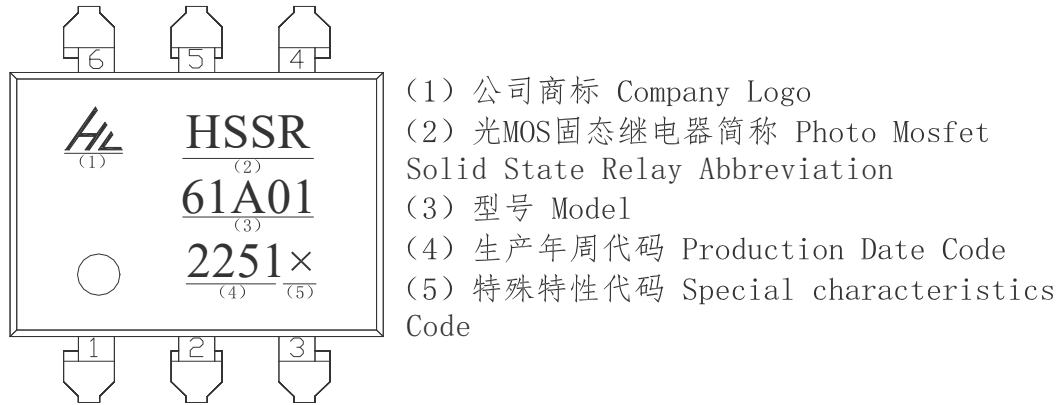 6 5 4
HL
(1)
HSSR
(2)
61A01
(3)
2251×
(4) (5)
1 2 3
(1) 公司商标 Company Logo
(2) 光MOS固态继电器简称 Photo Mosfet
Solid State Relay Abbreviation
(3) 型号 Model
(4) 生产年周代码 Production Date Code
(5) 特殊特性代码 Special characteristics
Code